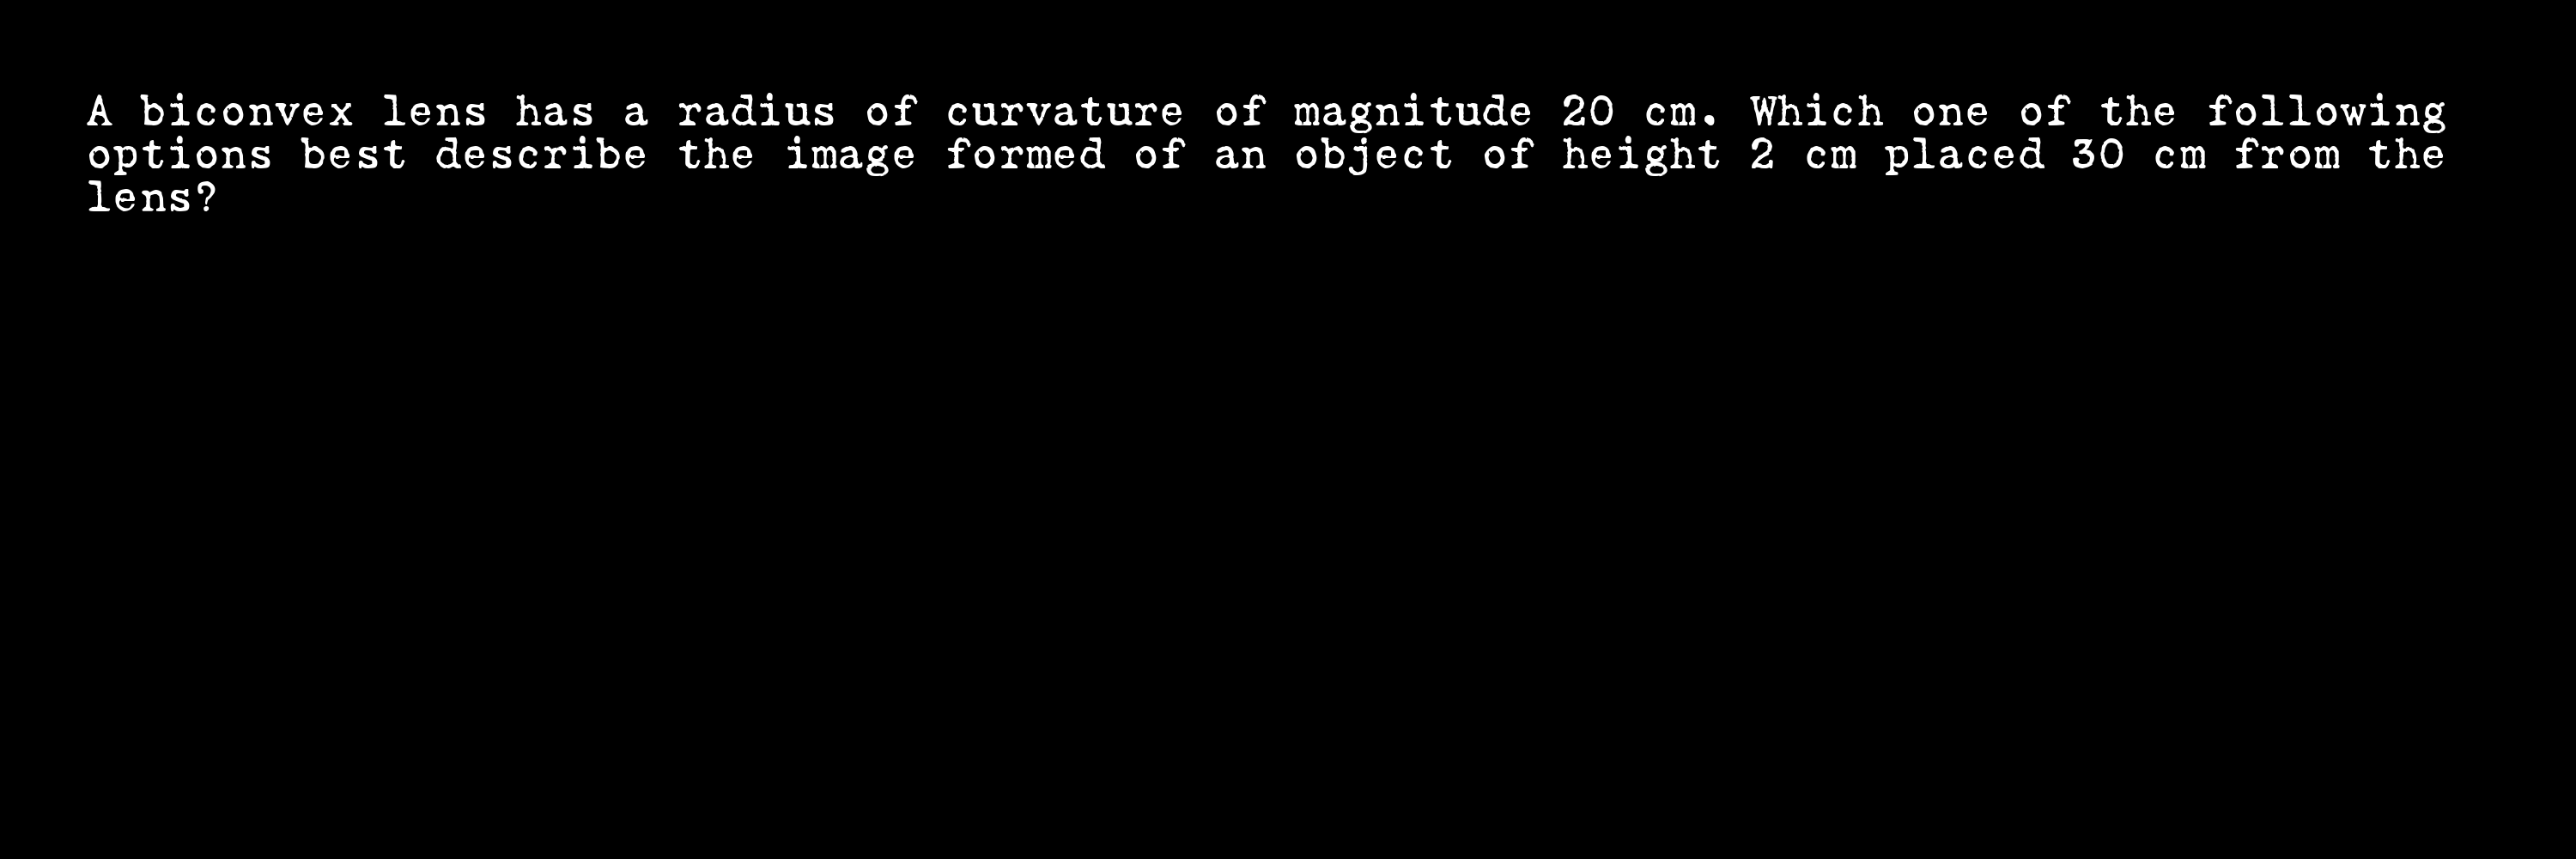 A biconvex lens has a radius of curvature of magnitude 20 cm. Which one of the following
options best describe the image formed of an object of height 2 cm placed 30 cm from the
lens?